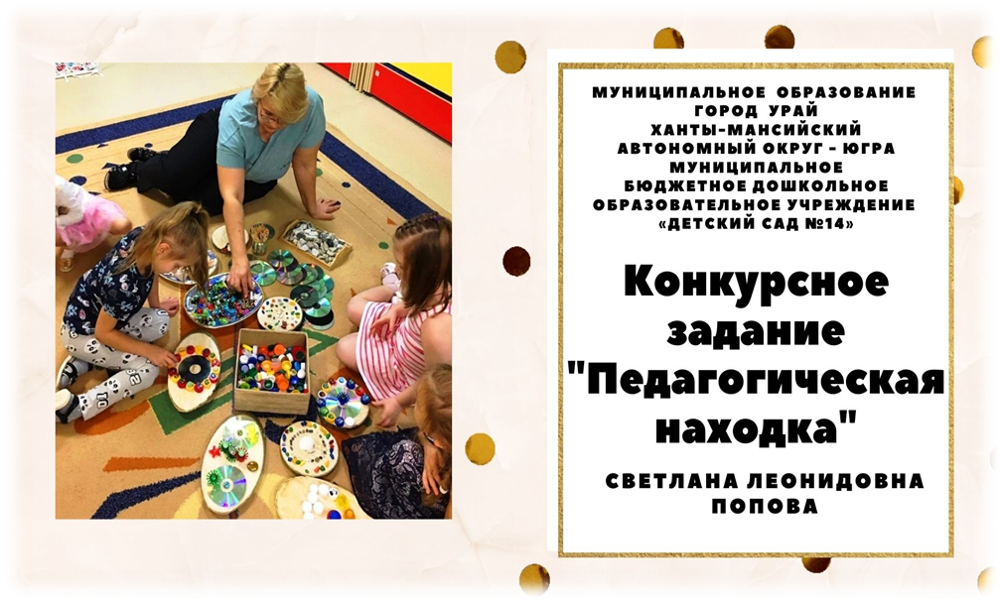 МУНИЦИПАЛЬНОЕ ОБРАЗОВАНИЕ
ГОРОД УРАЙ
ХАНТЫ-МАНСИЙСКИЙ
АВТОНОМНЫЙ ОКРУГ - ЮГРА
МУНИЦИПАЛЬНОЕ
БЮДЖЕТНОЕ ДОШКОЛЬНОЕ
ОБРАЗОВАТЕЛЬНОЕ УЧРЕЖДЕНИЕ
«ДЕТСКИЙ САД №14»
Конкурсное
задание
"Педагогическая
находка"
СВЕТЛАНА ЛЕОНИДОВНА
ПОПОВА